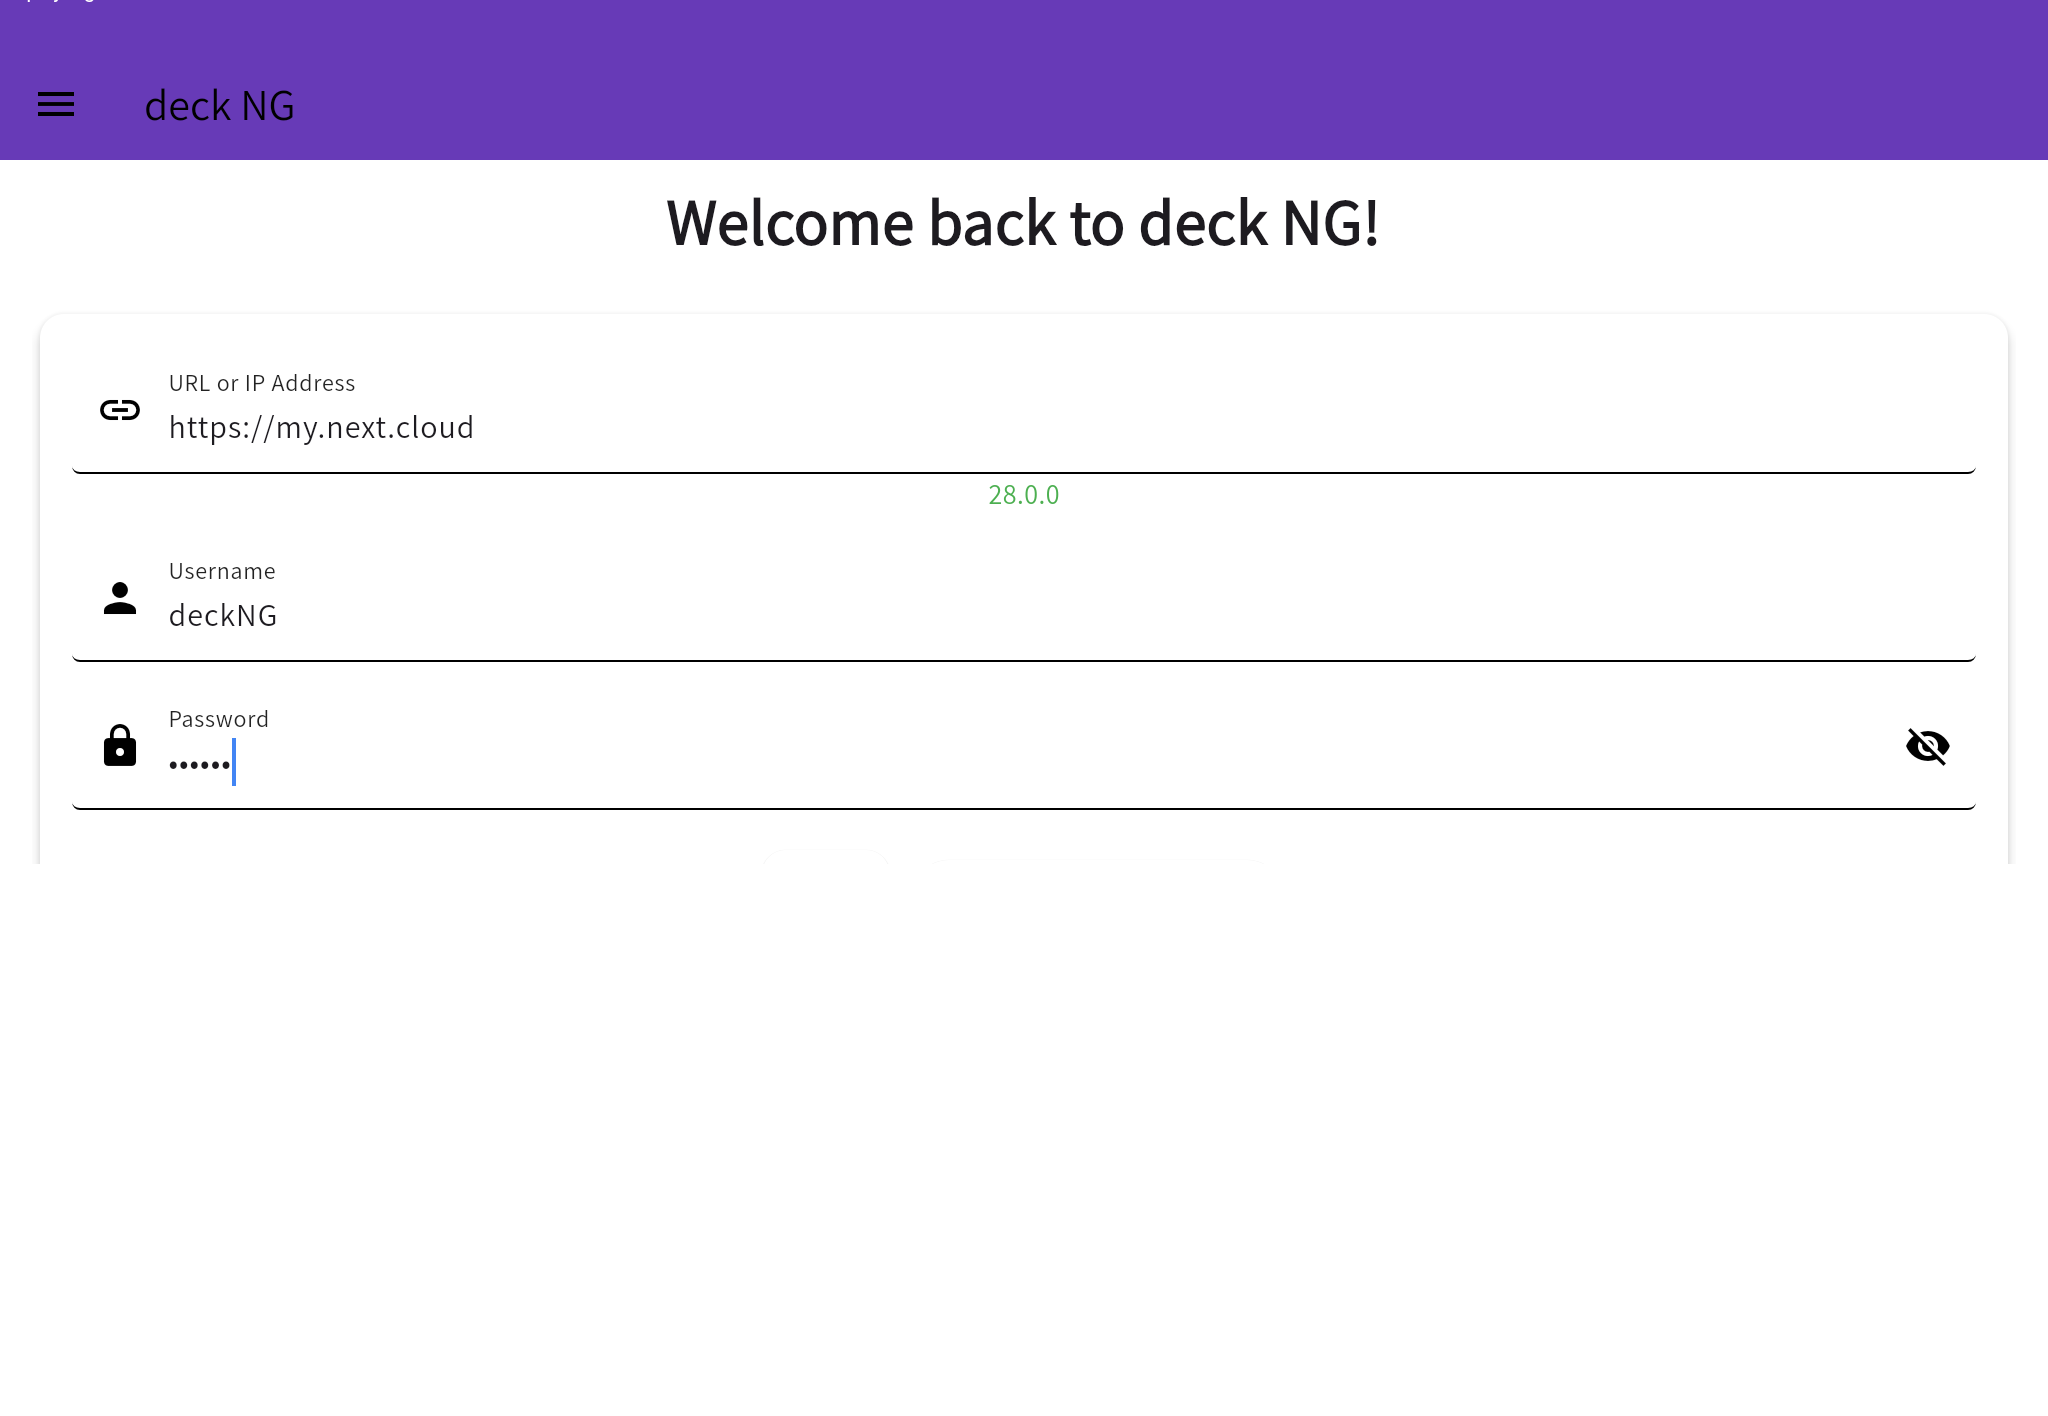 deck NG
Welcome back to deck NG!
URL or IP Address
https://my.next.cloud
28.0.0
Username
deckNG
Password
••••••